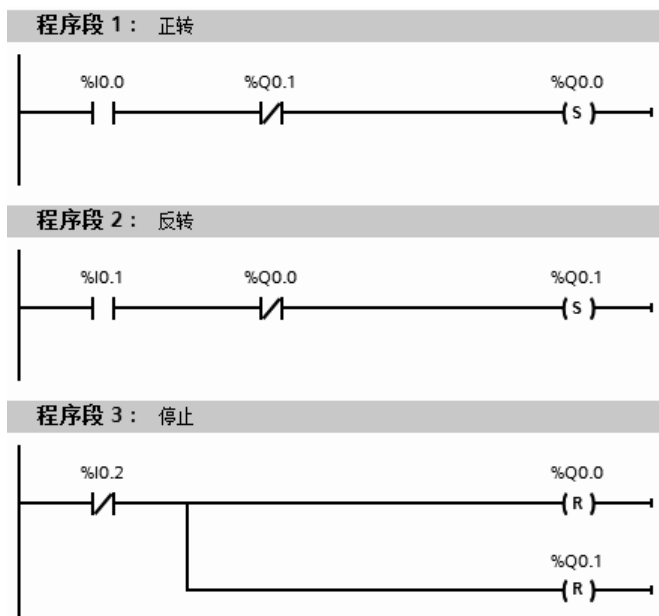 程序段 1： 正转
%I0.0 %Q0.1 %Q0.0
S
程序段 2： 反转
%I0.1 %Q0.0 %Q0.1
S
程序段 3： 停止
%I0.2 %Q0.0
R
%Q0.1
R